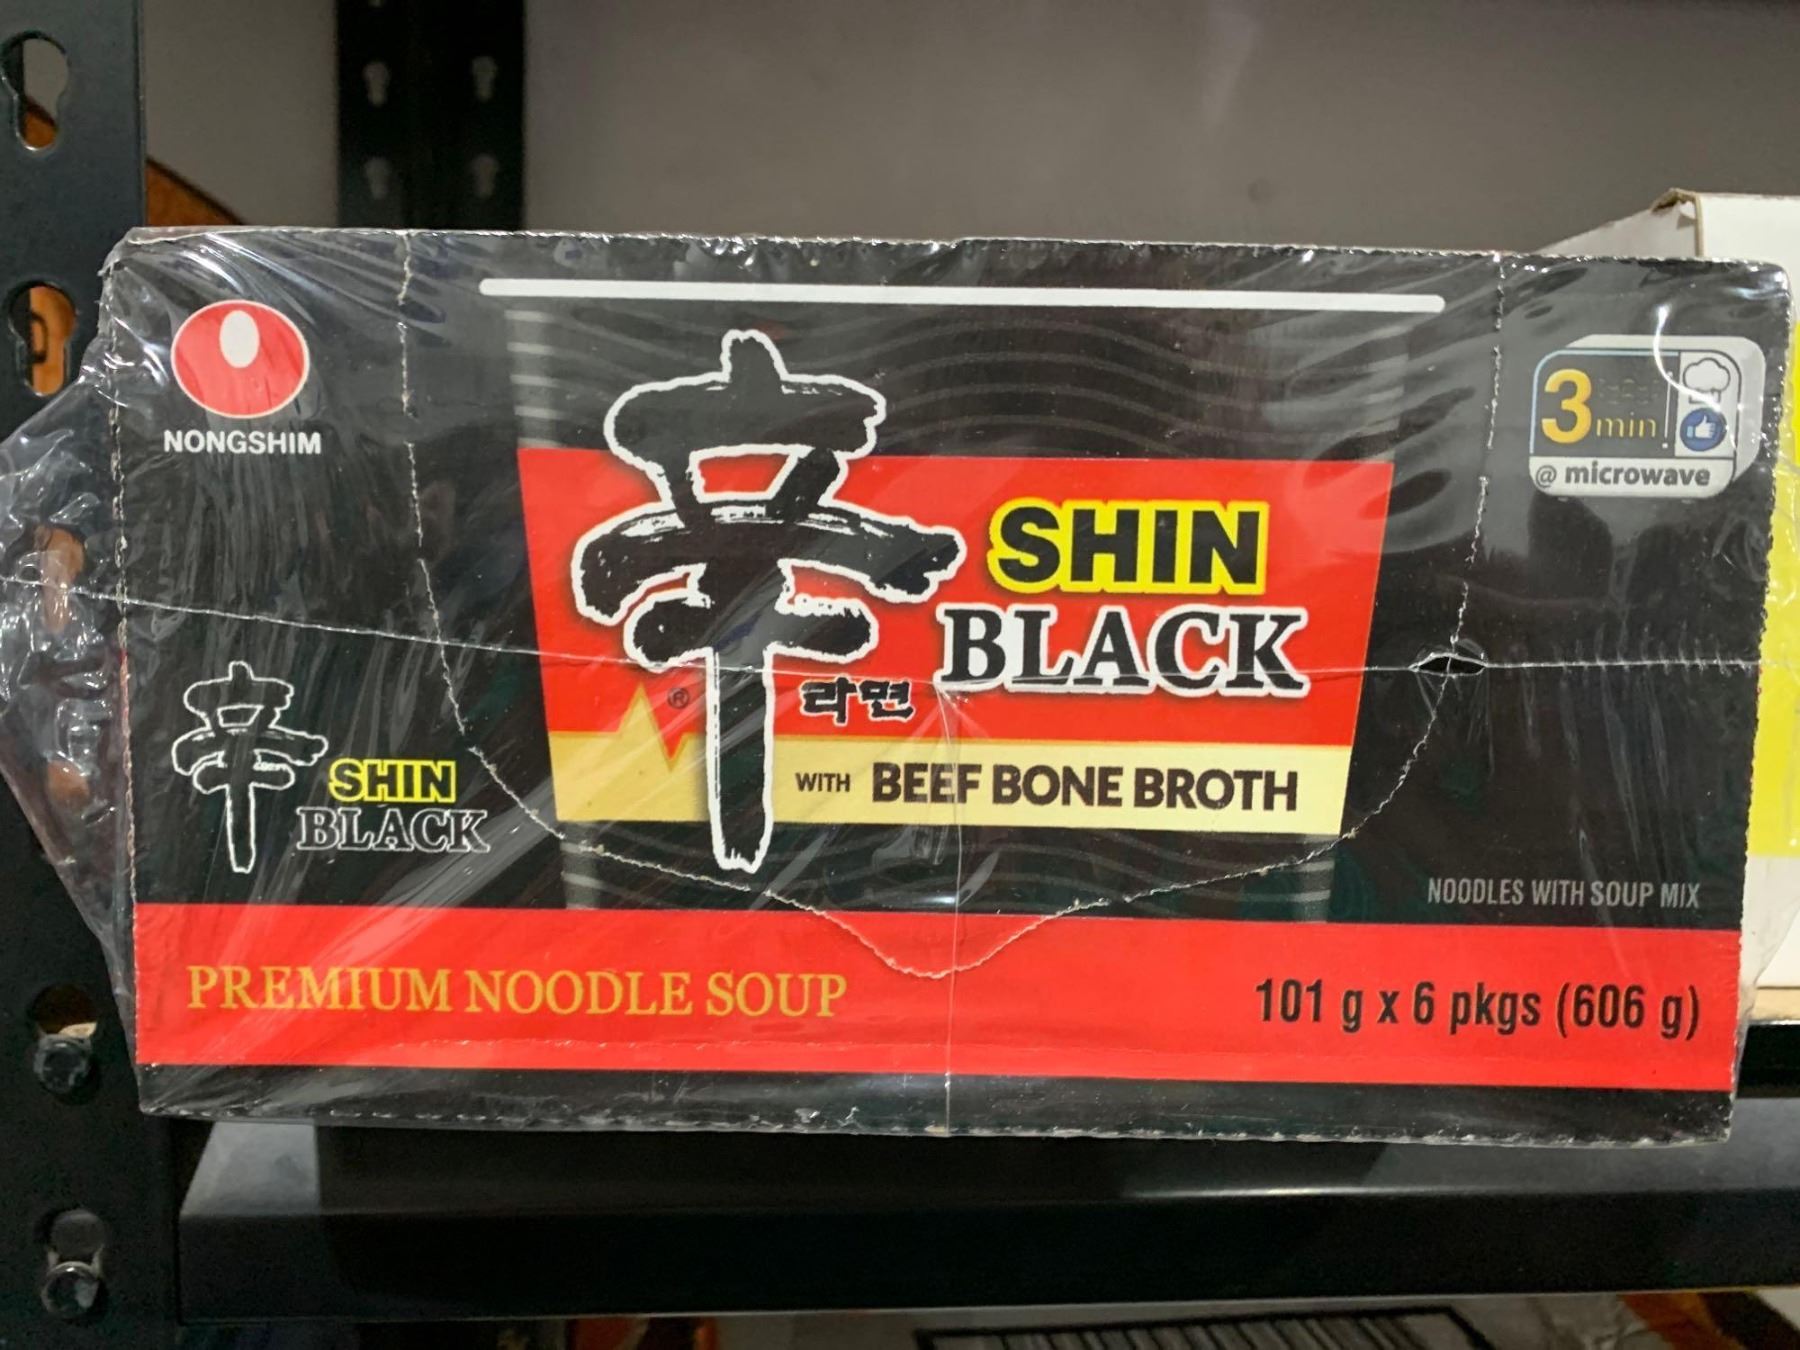 NONGSHIM
辛
®
라면
SHIN
BLACK
WITH BEEF BONE BROTH
3 min
@ microwave
辛
SHIN
BLACK
NOODLES WITH SOUP MIX
PREMIUM NOODLE SOUP
101 g x 6 pkgs (606 g)